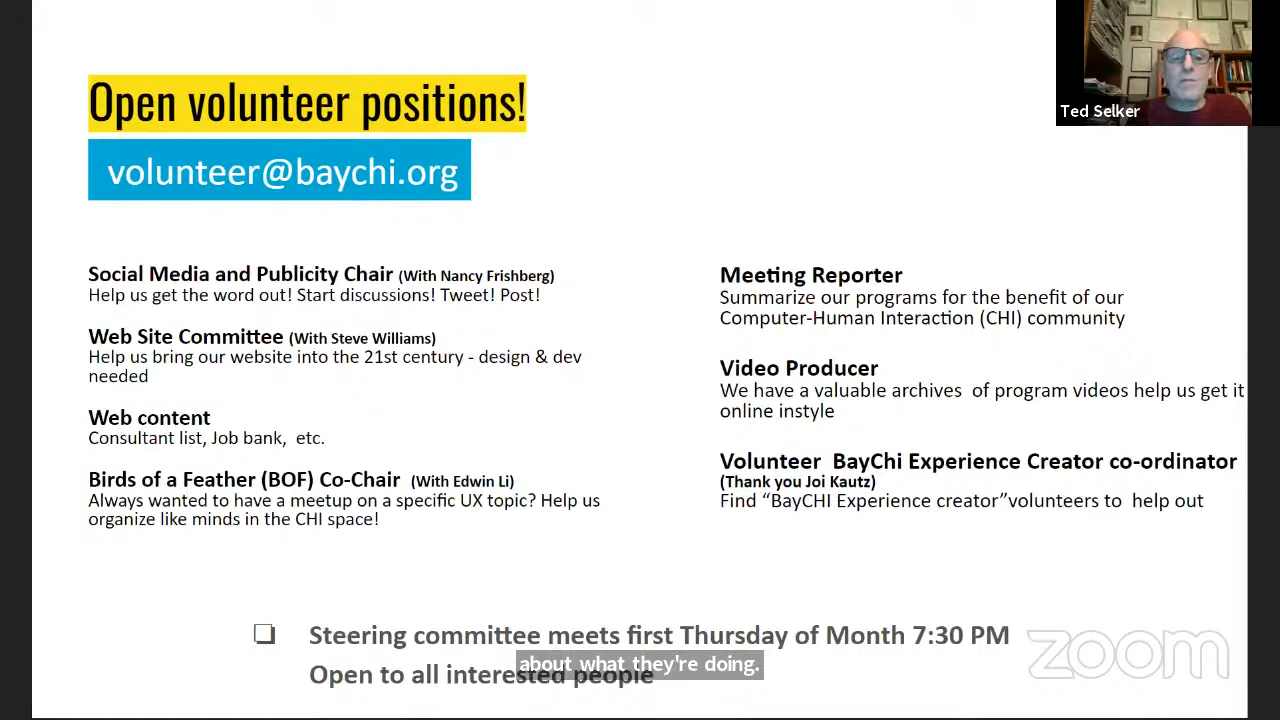 Open volunteer positions!
volunteer@baychi.org
Social Media and Publicity Chair (With Nancy Frishberg)
Help us get the word out! Start discussions! Tweet! Post!
Web Site Committee (With Steve Williams)
Help us bring our website into the 21st century - design & dev
needed
Web content
Consultant list, Job bank, etc.
Birds of a Feather (BOF) Co-Chair (With Edwin Li)
Always wanted to have a meetup on a specific UX topic? Help us
organize like minds in the CHI space!
Meeting Reporter
Summarize our programs for the benefit of our
Computer-Human Interaction (CHI) community
Video Producer
We have a valuable archives of program videos help us get it
online instyle
Volunteer BayChi Experience Creator co-ordinator
(Thank you Joi Kautz)
Find “BayCHI Experience creator”volunteers to help out
❏ Steering committee meets first Thursday of Month 7:30 PM
Open to all interested people
about what they're doing.
Ted Selker
zoom